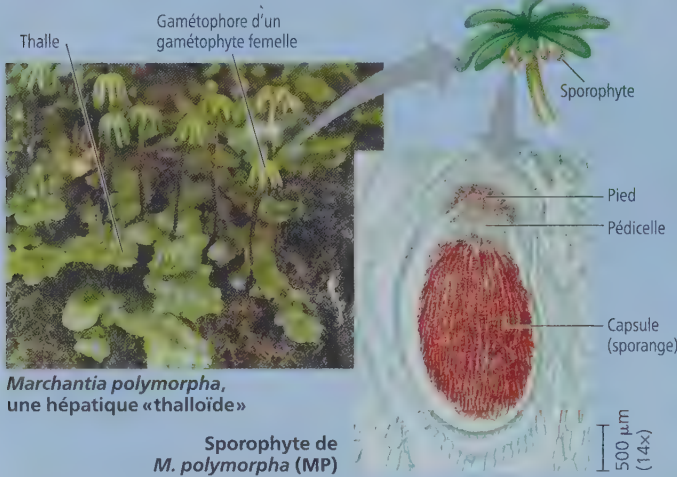 Thalle
Gamétophore d'un
gamétophyte femelle
Sporophyte
Pied
Pédicelle
Capsule
(sporange)
500 µm
(14×)
Marchantia polymorpha,
une hépatique «thalloïde»
Sporophyte de
M. polymorpha (MP)